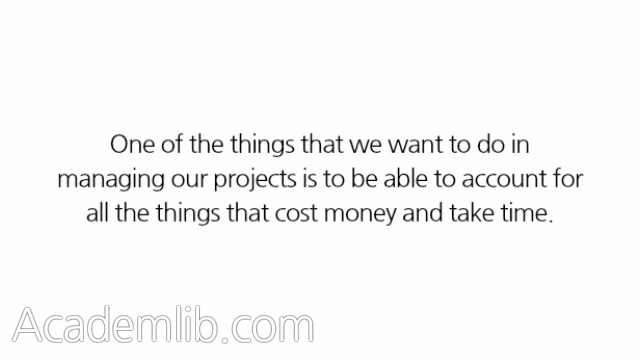 One of the things that we want to do in
managing our projects is to be able to account for
all the things that cost money and take time.
Academlib.com